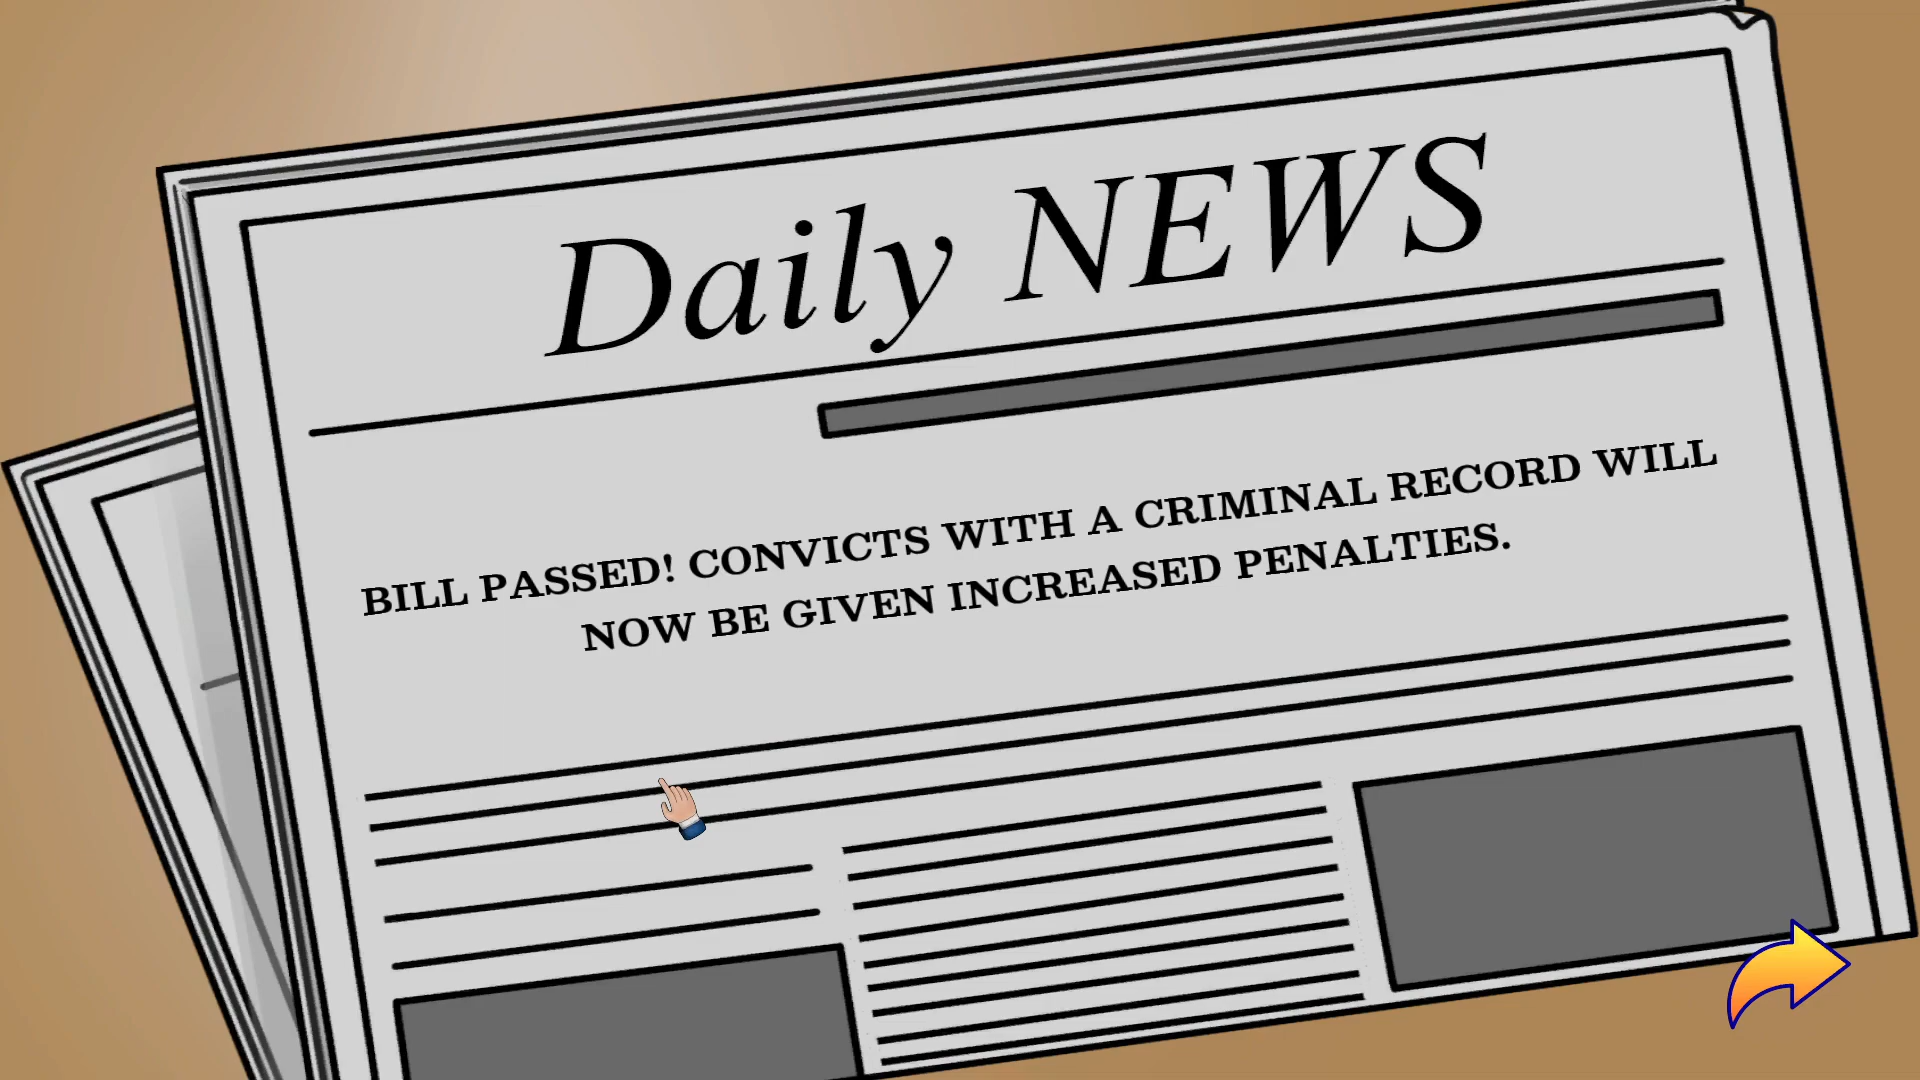 Daily NEWS
BILL PASSED! CONVICTS WITH A CRIMINAL RECORD WILL
NOW BE GIVEN INCREASED PENALTIES.